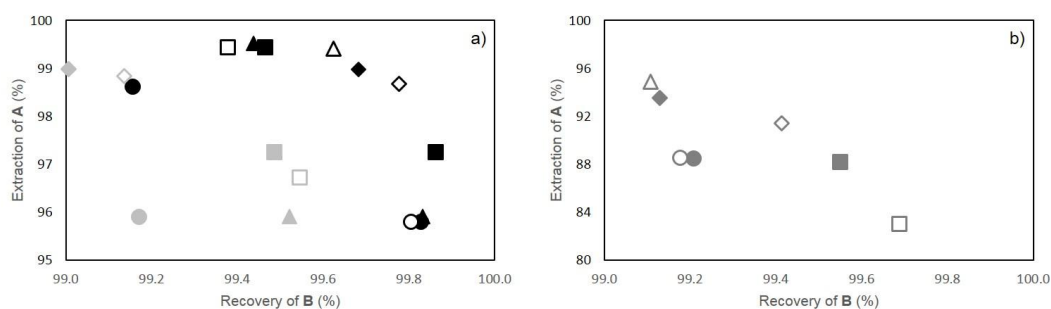 a)
Extraction of A (%)
100
99
98
97
96
95
99.0 99.2 99.4 99.6 99.8 100.0
Recovery of B (%)
b)
Extraction of A (%)
100
96
92
88
84
80
99.0 99.2 99.4 99.6 99.8 100.0
Recovery of B (%)